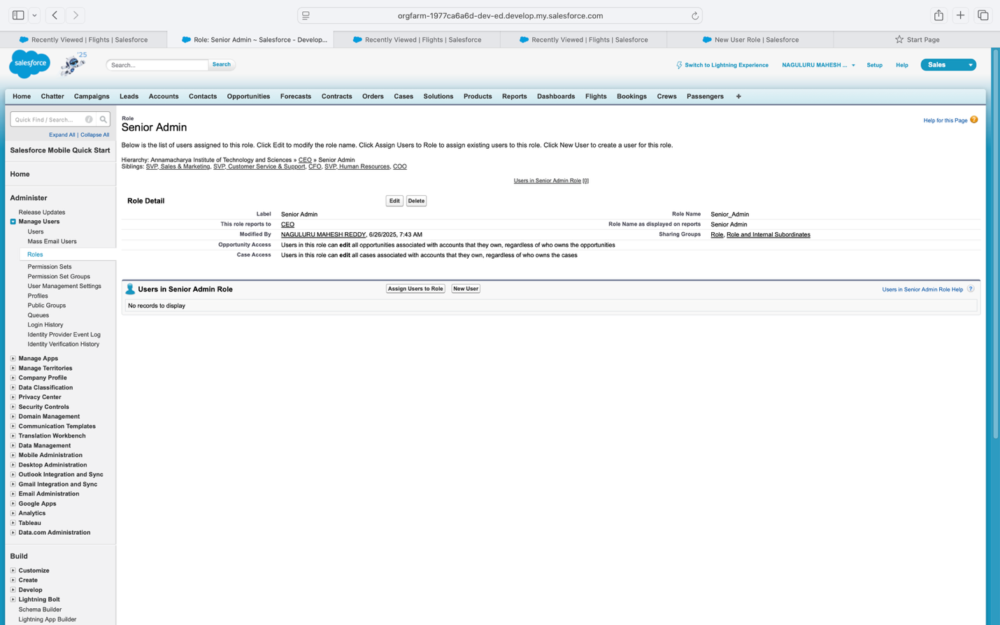 orgfarm-1977ca6a6d-dev-ed.develop.my.salesforce.com
Recently Viewed | Flights | Salesforce
Role: Senior Admin ~ Salesforce - Develop...
Recently Viewed | Flights | Salesforce
Recently Viewed | Flights | Salesforce
New User Role | Salesforce
Start Page
salesforce
'25
Search...
Search
Switch to Lightning Experience
NAGULURU MAHESH ...
Setup
Help
Sales
Home Chatter Campaigns Leads Accounts Contacts Opportunities Forecasts Contracts Orders Cases Solutions Products Reports Dashboards Flights Bookings Crews Passengers +
Quick Find / Search...
Expand All | Collapse All
Salesforce Mobile Quick Start
Home
Administer
Release Updates
Manage Users
Users
Mass Email Users
Roles
Permission Sets
Permission Set Groups
User Management Settings
Profiles
Public Groups
Queues
Login History
Identity Provider Event Log
Identity Verification History
Manage Apps
Manage Territories
Company Profile
Data Classification
Privacy Center
Security Controls
Domain Management
Communication Templates
Translation Workbench
Data Management
Mobile Administration
Desktop Administration
Outlook Integration and Sync
Gmail Integration and Sync
Email Administration
Google Apps
Analytics
Tableau
Data.com Administration
Build
Customize
Create
Develop
Lightning Bolt
Schema Builder
Lightning App Builder
Role
Senior Admin
Help for this Page ?
Below is the list of users assigned to this role. Click Edit to modify the role name. Click Assign Users to Role to assign existing users to this role. Click New User to create a user for this role.
Hierarchy: Annamacharya Institute of Technology and Sciences » CEO » Senior Admin
Siblings: SVP, Sales & Marketing, SVP, Customer Service & Support, CFO, SVP, Human Resources, COO
Users in Senior Admin Role [0]
Role Detail
Edit Delete
Label Senior Admin Role Name Senior_Admin
This role reports to CEO Role Name as displayed on reports Senior Admin
Modified By NAGULURU MAHESH REDDY, 6/26/2025, 7:43 AM Sharing Groups Role, Role and Internal Subordinates
Opportunity Access Users in this role can edit all opportunities associated with accounts that they own, regardless of who owns the opportunities
Case Access Users in this role can edit all cases associated with accounts that they own, regardless of who owns the cases
Users in Senior Admin Role
Assign Users to Role New User
Users in Senior Admin Role Help ?
No records to display